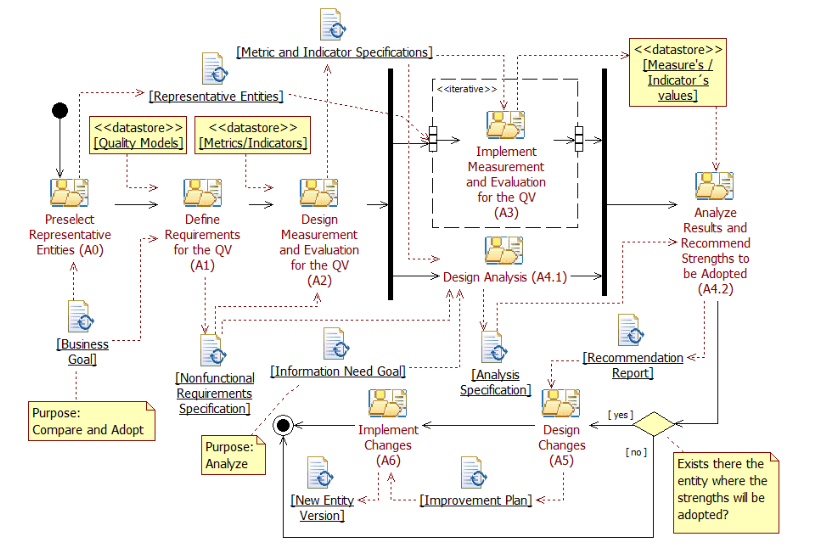 [Metric and Indicator Specifications]
<<datastore>>
[Measure's /
Indicator´s
values]
[Representative Entities]
<<iterative>>
<<datastore>>
[Quality Models]
<<datastore>>
[Metrics/Indicators]
Implement
Measurement
and Evaluation
for the QV
(A3)
Preselect
Representative
Entities (A0)
Define
Requirements
for the QV
(A1)
Design
Measurement
and Evaluation
for the QV
(A2)
Analyze
Results and
Recommend
Strengths to
be Adopted
(A4.2)
Design Analysis (A4.1)
[Business
Goal]
[Nonfunctional
Requirements
Specification]
[Information Need Goal]
[Analysis
Specification]
[Recommendation
Report]
Purpose:
Compare and Adopt
Purpose:
Analyze
Implement
Changes
(A6)
Design
Changes
(A5)
[ yes ]
[ no ]
Exists there the
entity where the
strengths will be
adopted?
[New Entity
Version]
[Improvement Plan]